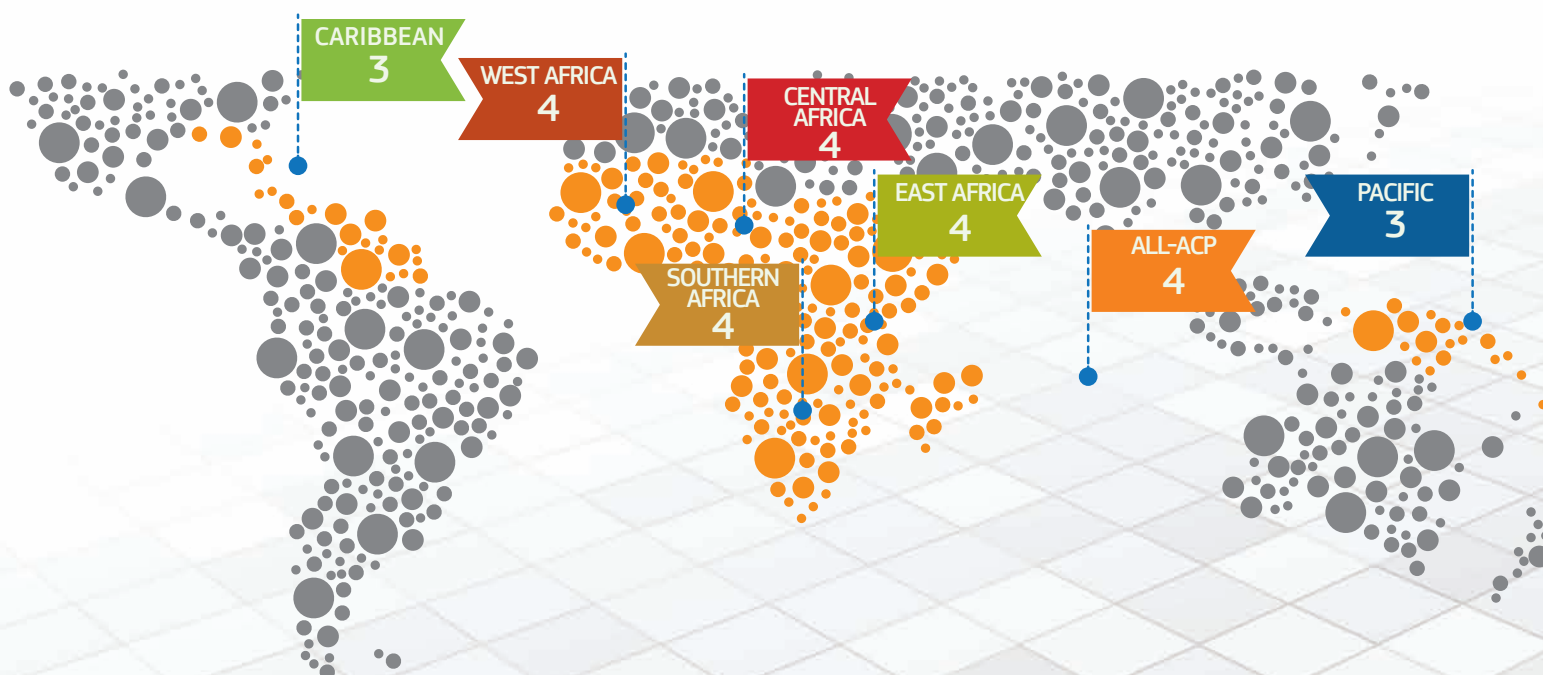 CARIBBEAN
3
WEST AFRICA
4
CENTRAL
AFRICA
4
EAST AFRICA
4
PACIFIC
3
ALL-ACP
4
SOUTHERN
AFRICA
4